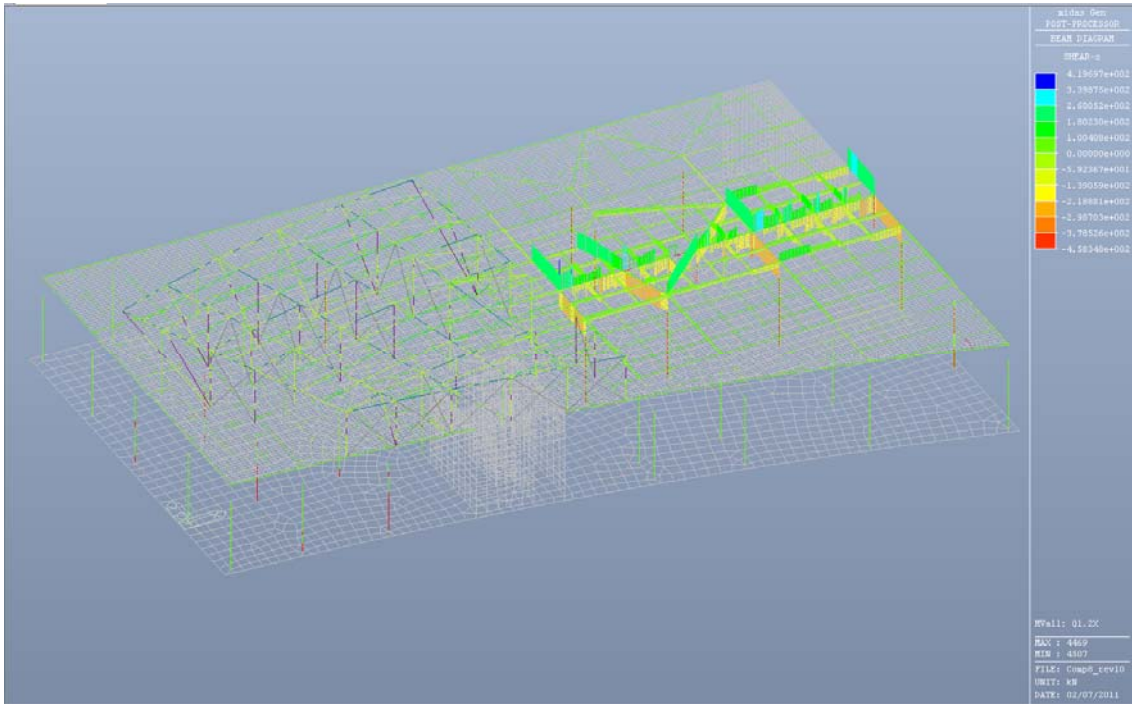 midas Gen
POST-PROCESSOR
BEAM DIAGRAM
SHEAR-z
4.19697e+002
3.39875e+002
2.60052e+002
1.80230e+002
1.00408e+002
0.00000e+000
-5.92367e+001
-1.39059e+002
-2.18881e+002
-2.98703e+002
-3.78526e+002
-4.58348e+002
MVall: Q1.2X
MAX : 4469
MIN : 4507
FILE: Comp8_rev10
UNIT: kN
DATE: 02/07/2011